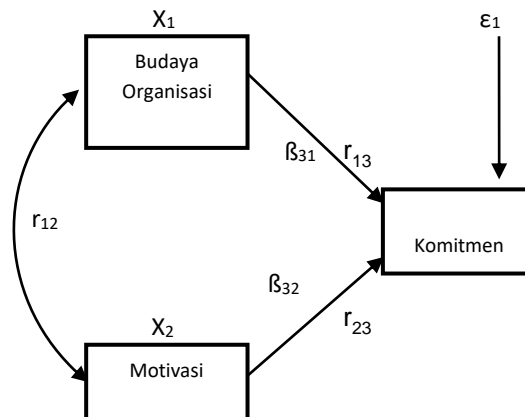 X₁
ε₁
Budaya
Organisasi
ß₃₁
r₁₃
r₁₂
Komitmen
ß₃₂
X₂
r₂₃
Motivasi